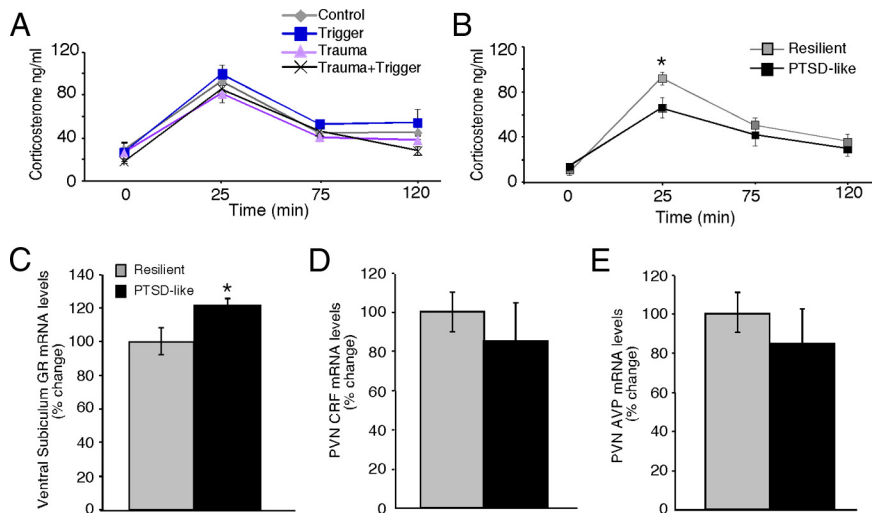 A
Control
Trigger
Trauma
Trauma+Trigger
Corticosterone ng/ml
120
80
40
0
0 25 75 120
Time (min)
B
Resilient
PTSD-like
*
Corticosterone ng/ml
120
80
40
0
0 25 75 120
Time (min)
C
Resilient
PTSD-like
*
Ventral Subiculum GR mRNA levels
(% change)
140
120
100
80
60
40
20
0
D
PVN CRF mRNA levels
(% change)
120
100
80
60
40
20
0
E
PVN AVP mRNA levels
(% change)
120
100
80
60
40
20
0